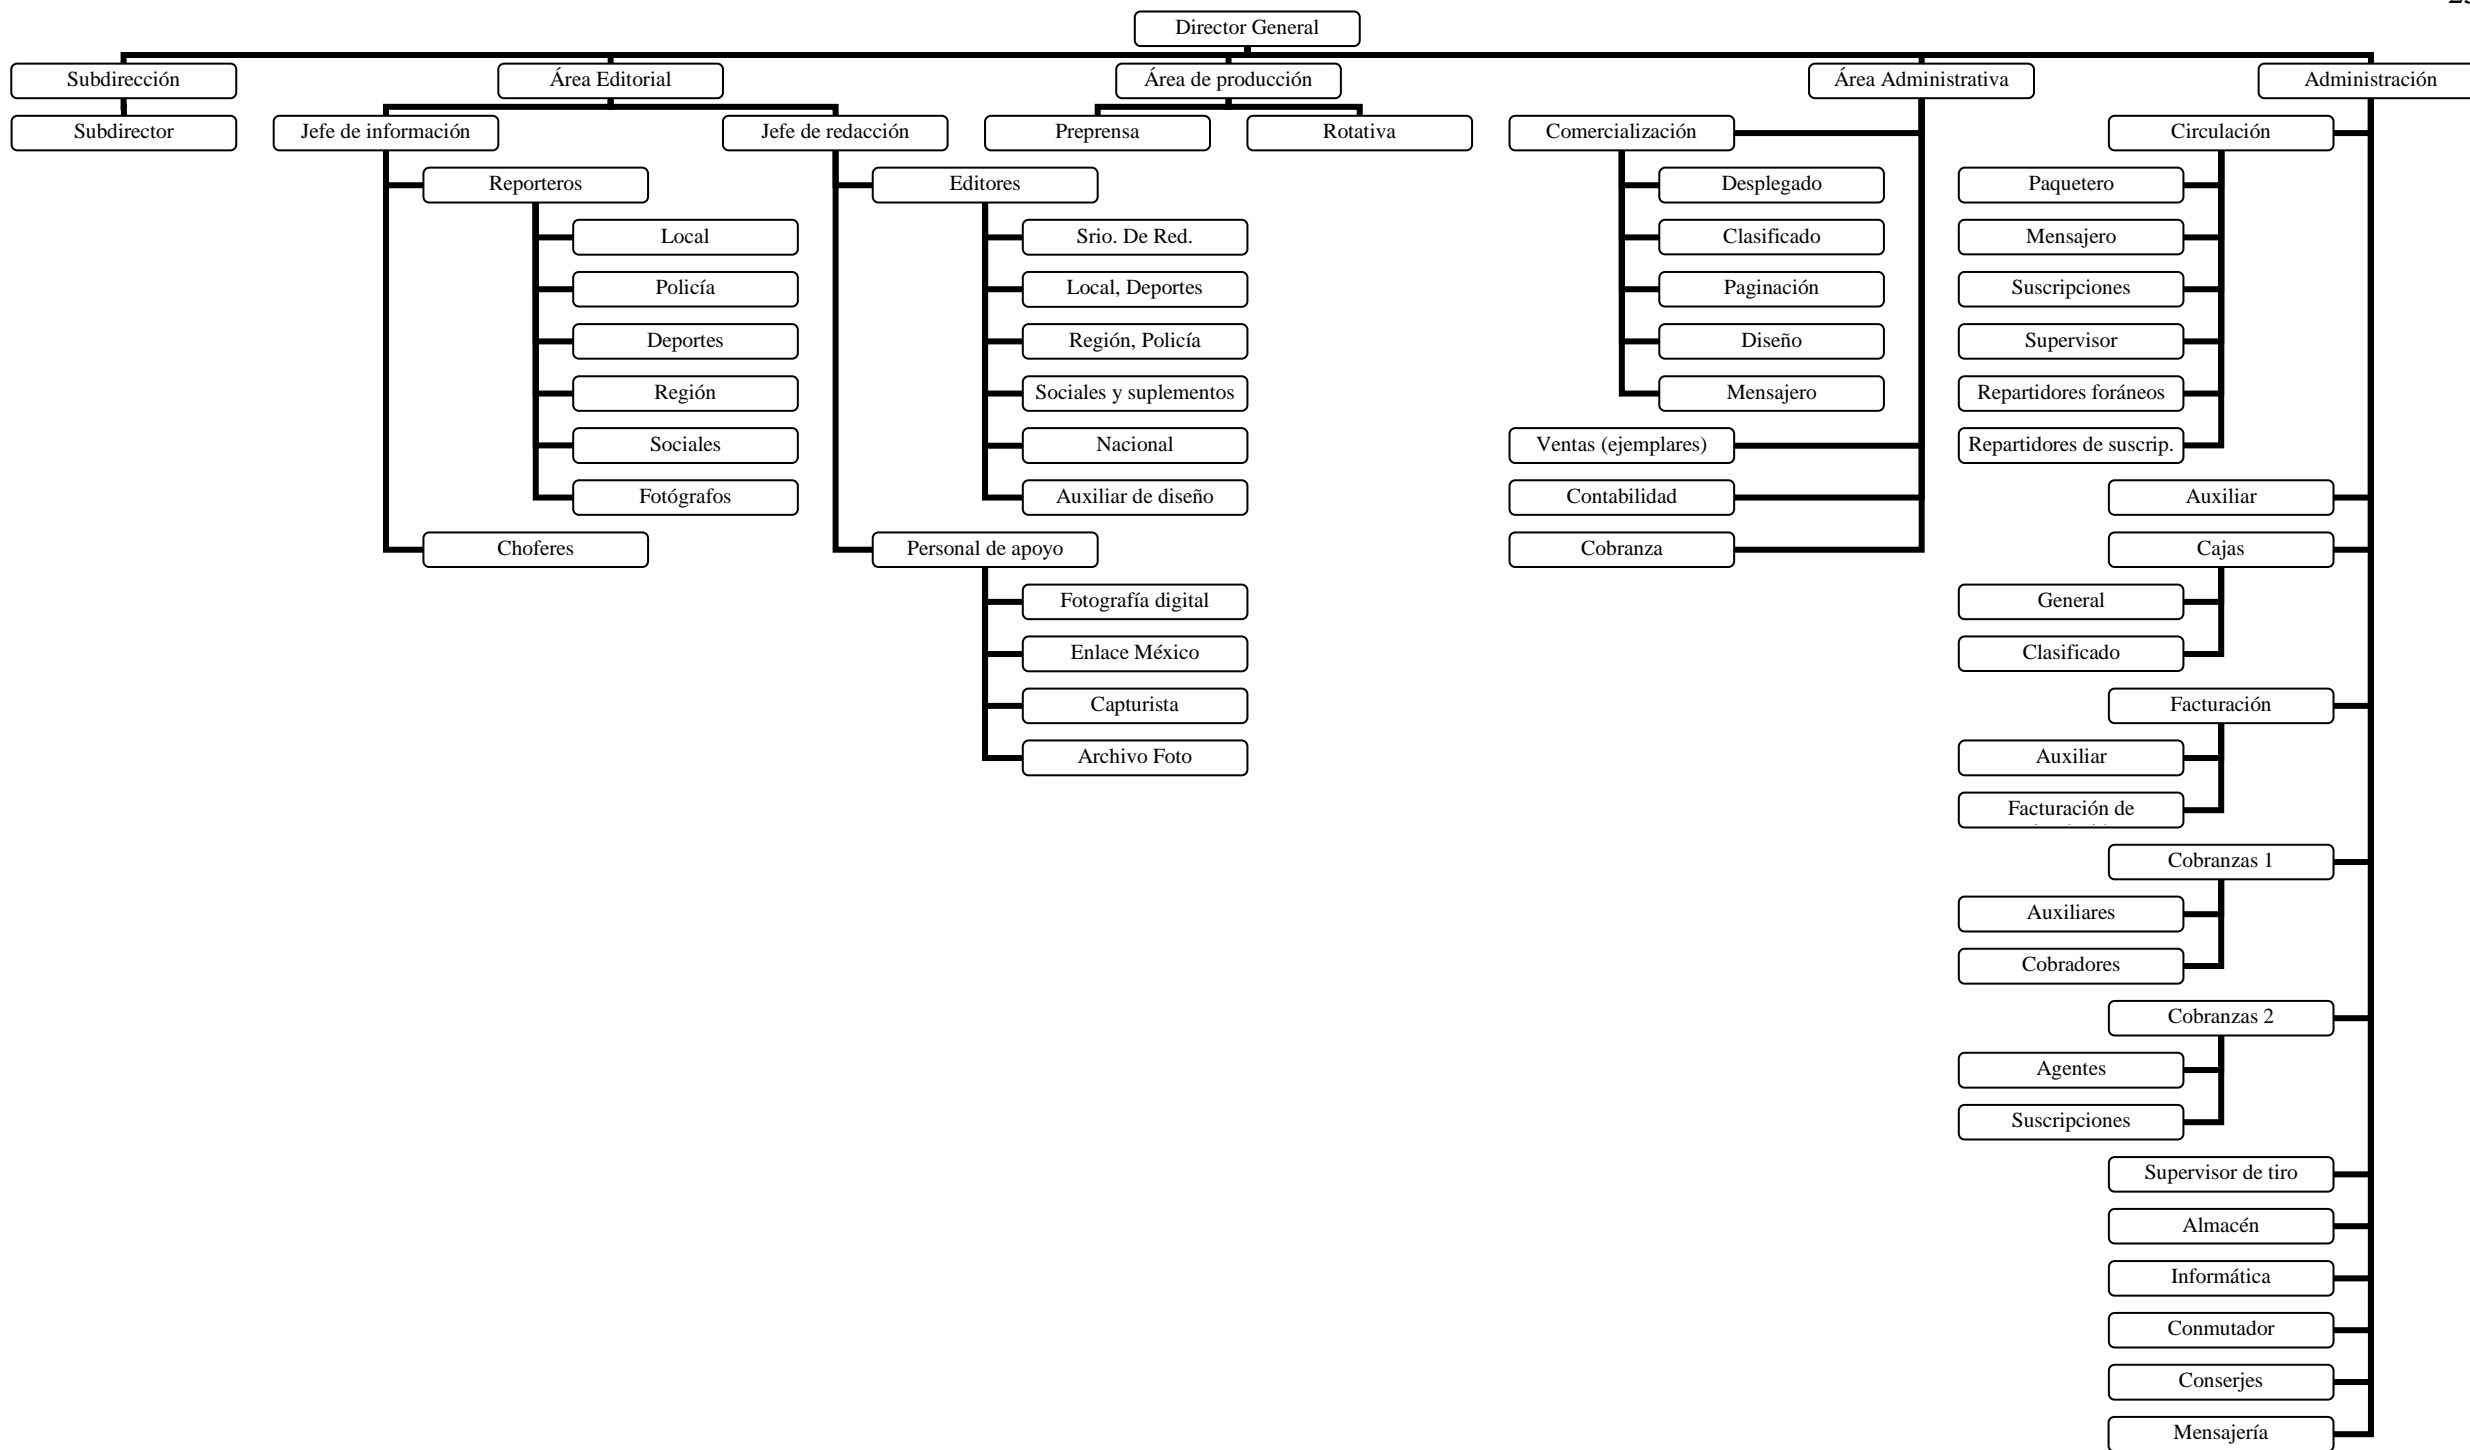 Director General
Subdirección
Área Editorial
Área de producción
Área Administrativa
Administración
Subdirector
Jefe de información
Jefe de redacción
Preprensa
Rotativa
Comercialización
Circulación
Reporteros
Editores
Desplegado
Paquetero
Local
Srio. De Red.
Clasificado
Mensajero
Policía
Local, Deportes
Paginación
Suscripciones
Deportes
Región, Policía
Diseño
Supervisor
Región
Sociales y suplementos
Mensajero
Repartidores foráneos
Sociales
Nacional
Ventas (ejemplares)
Repartidores de suscrip.
Fotógrafos
Auxiliar de diseño
Contabilidad
Auxiliar
Choferes
Personal de apoyo
Cobranza
Cajas
Fotografía digital
General
Enlace México
Clasificado
Capturista
Facturación
Archivo Foto
Auxiliar
Facturación de
Cobranzas 1
Auxiliares
Cobradores
Cobranzas 2
Agentes
Suscripciones
Supervisor de tiro
Almacén
Informática
Conmutador
Conserjes
Mensajería